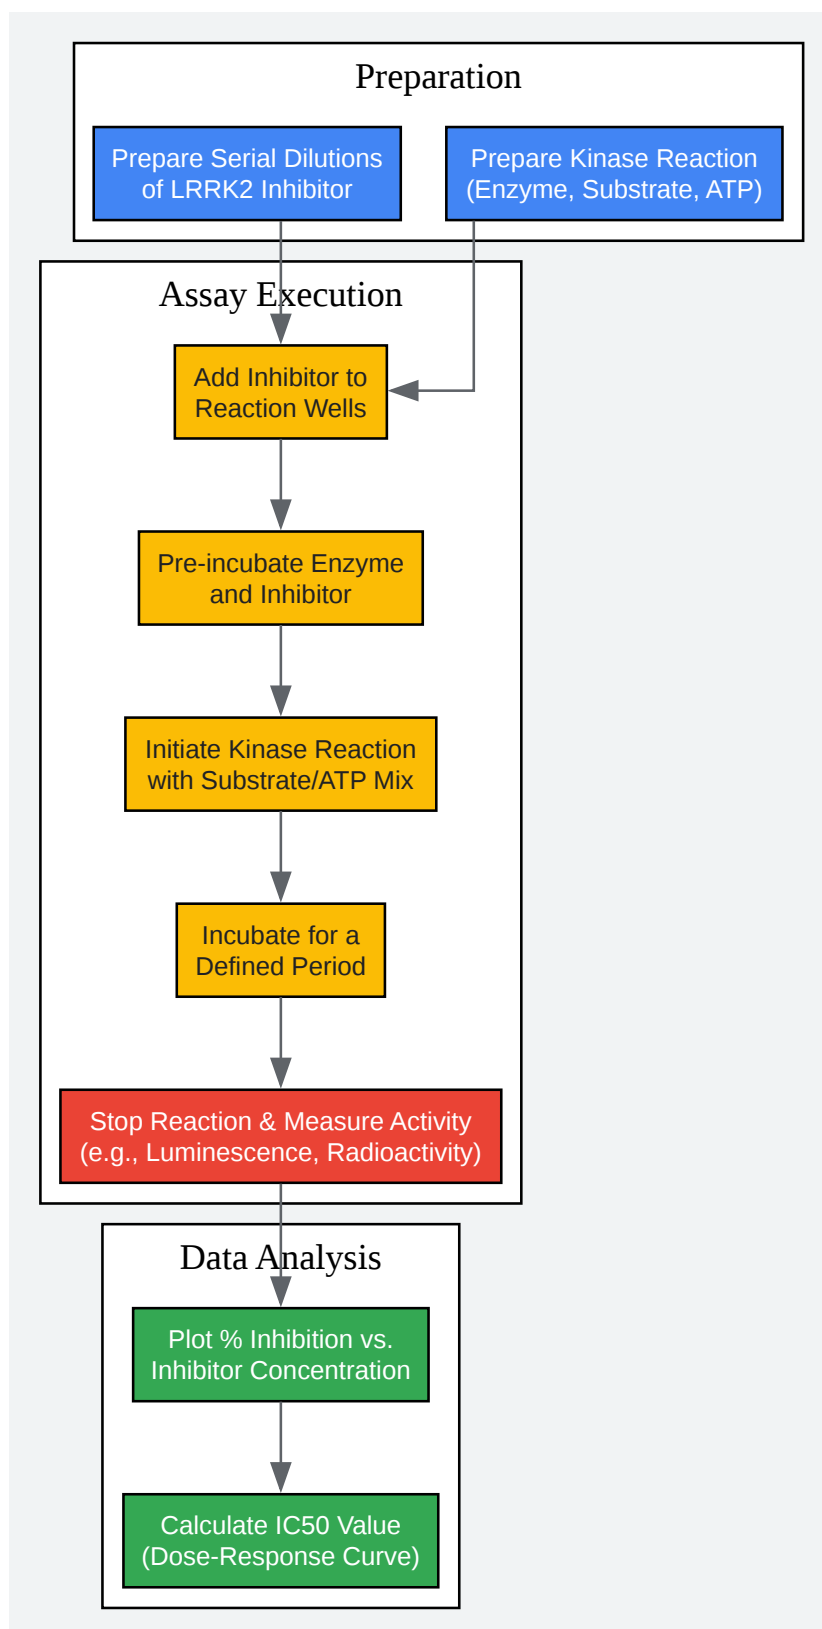 Preparation
Prepare Serial Dilutions
of LRRK2 Inhibitor
Prepare Kinase Reaction
(Enzyme, Substrate, ATP)
Assay Execution
Add Inhibitor to
Reaction Wells
Pre-incubate Enzyme
and Inhibitor
Initiate Kinase Reaction
with Substrate/ATP Mix
Incubate for a
Defined Period
Stop Reaction & Measure Activity
(e.g., Luminescence, Radioactivity)
Data Analysis
Plot % Inhibition vs.
Inhibitor Concentration
Calculate IC50 Value
(Dose-Response Curve)